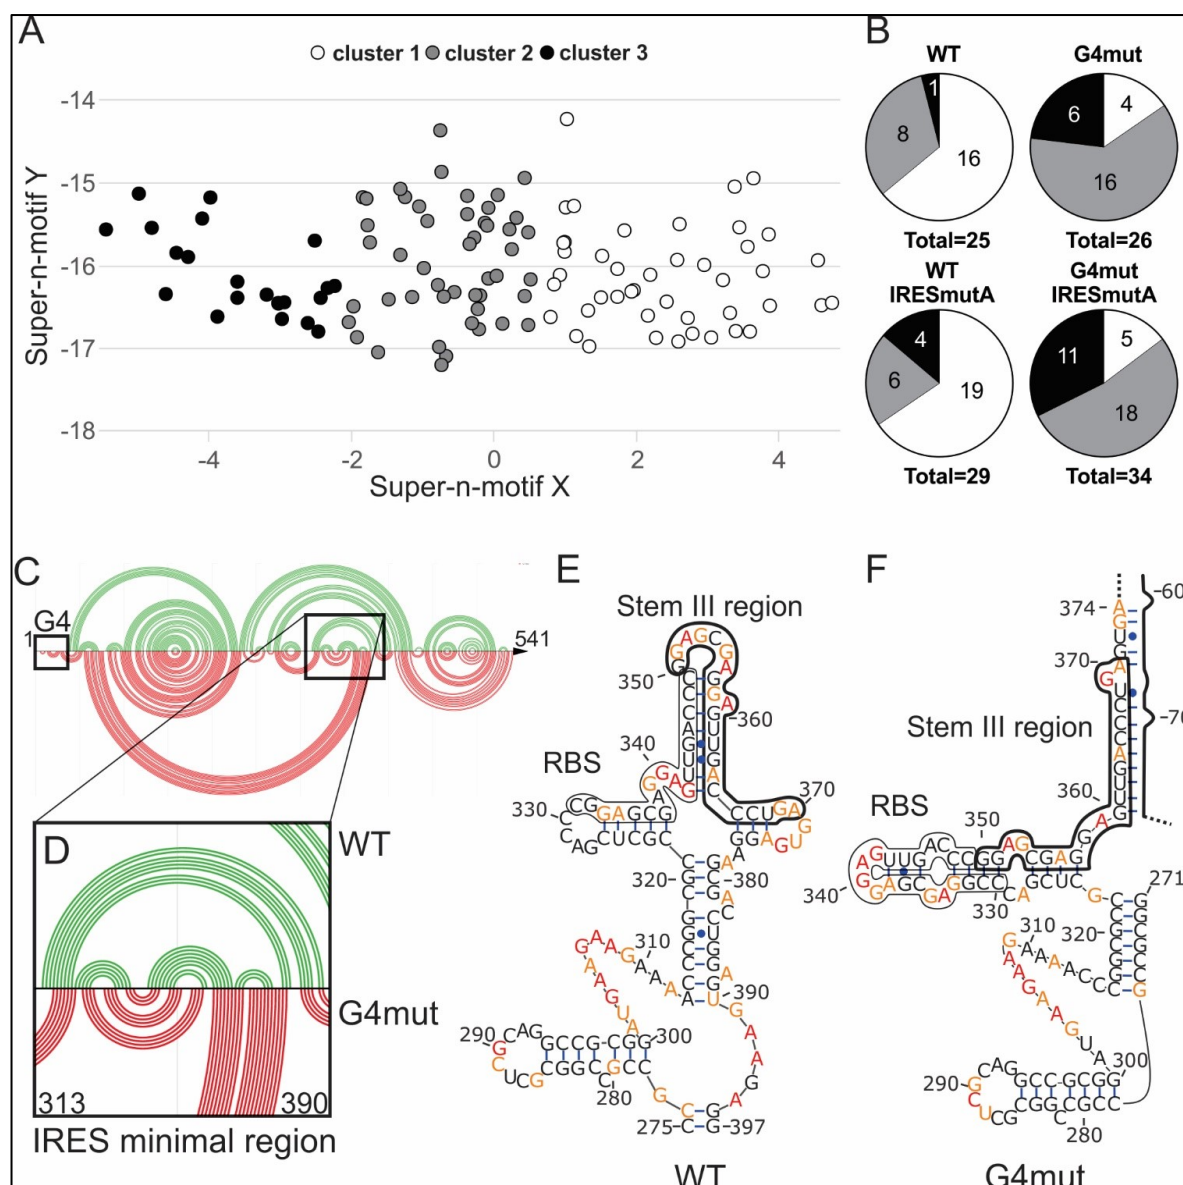 A
cluster 1 cluster 2 cluster 3
-14
-15
-16
-17
-18
-4 -2 0 2 4
Super-n-motif X
Super-n-motif Y
B
WT
1
8
16
Total=25
G4mut
6
4
16
Total=26
WT
IRESmutA
4
6
19
Total=29
G4mut
IRESmutA
11
5
18
Total=34
C
G4
1
541
D
WT
G4mut
313 390
IRES minimal region
E
Stem III region
RBS
350
360
340
370
330
320
380
310
390
290
300
280
275
397
WT
F
374
-60
370
-70
Stem III region
360
RBS
350
340
330
271
320
310
300
290
280
G4mut